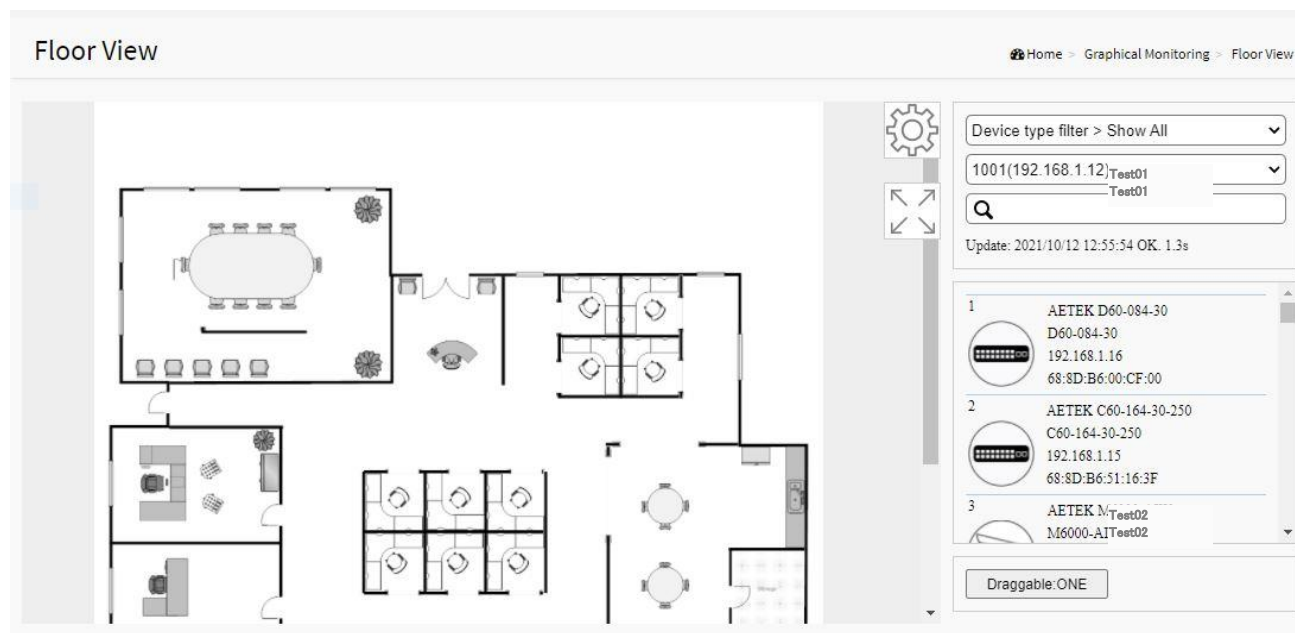 Floor View
Home > Graphical Monitoring > Floor View
Device type filter > Show All
1001(192.168.1.12)
Test01
Test01
Update: 2021/10/12 12:55:54 OK. 1.3s
1
AETEK D60-084-30
D60-084-30
192.168.1.16
68:8D:B6:00:CF:00
2
AETEK C60-164-30-250
C60-164-30-250
192.168.1.15
68:8D:B6:51:16:3F
3
AETEK
Test02
Test02
Draggable:ONE